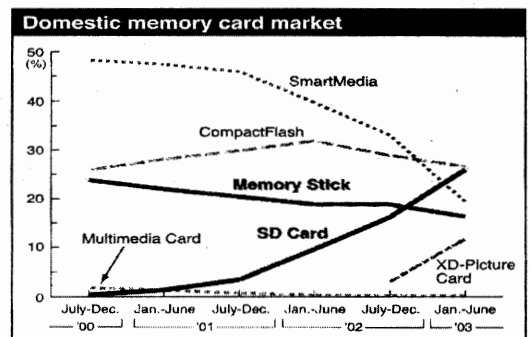 Domestic memory card market
50
(%)
40
30
20
10
0
SmartMedia
CompactFlash
Memory Stick
SD Card
Multimedia Card
XD-Picture
Card
July-Dec. Jan.-June July-Dec. Jan.-June July-Dec. Jan.-June
'00 '01 '02 '03